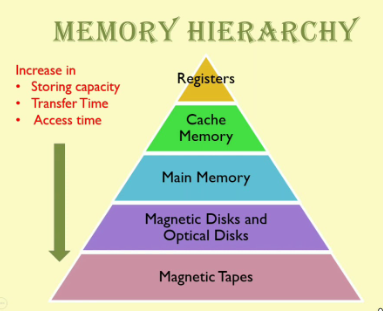 MEMORY HIERARCHY
Increase in
• Storing capacity
• Transfer Time
• Access time
Registers
Cache
Memory
Main Memory
Magnetic Disks and
Optical Disks
Magnetic Tapes